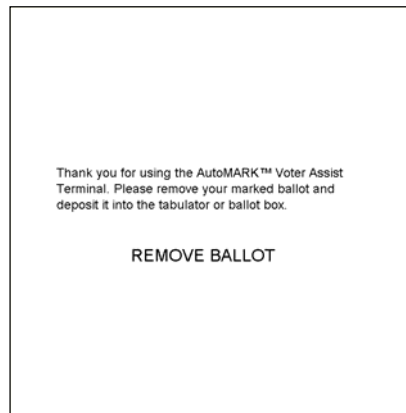 Thank you for using the AutoMARK™ Voter Assist
Terminal. Please remove your marked ballot and
deposit it into the tabulator or ballot box.
REMOVE BALLOT